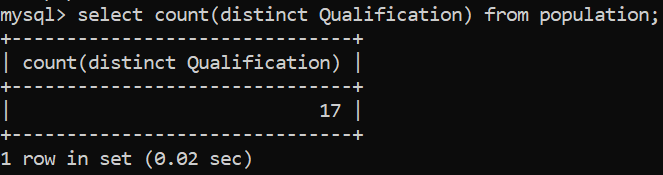 mysql> select count(distinct Qualification) from population;
+-------------------------------+
| count(distinct Qualification) |
+-------------------------------+
|                            17 |
+-------------------------------+
1 row in set (0.02 sec)